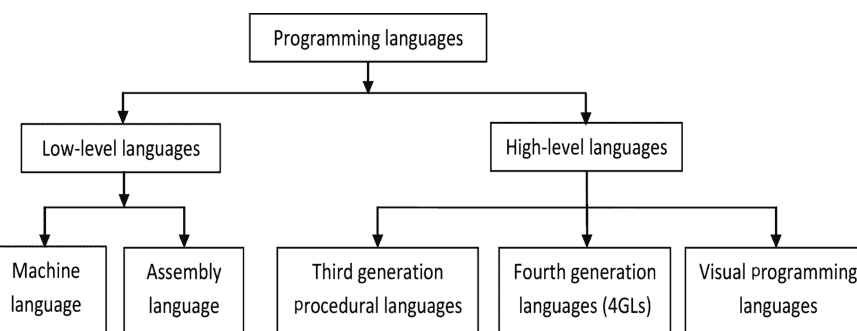 Programming languages
Low-level languages
High-level languages
Machine
language
Assembly
language
Third generation
procedural languages
Fourth generation
languages (4GLs)
Visual programming
languages